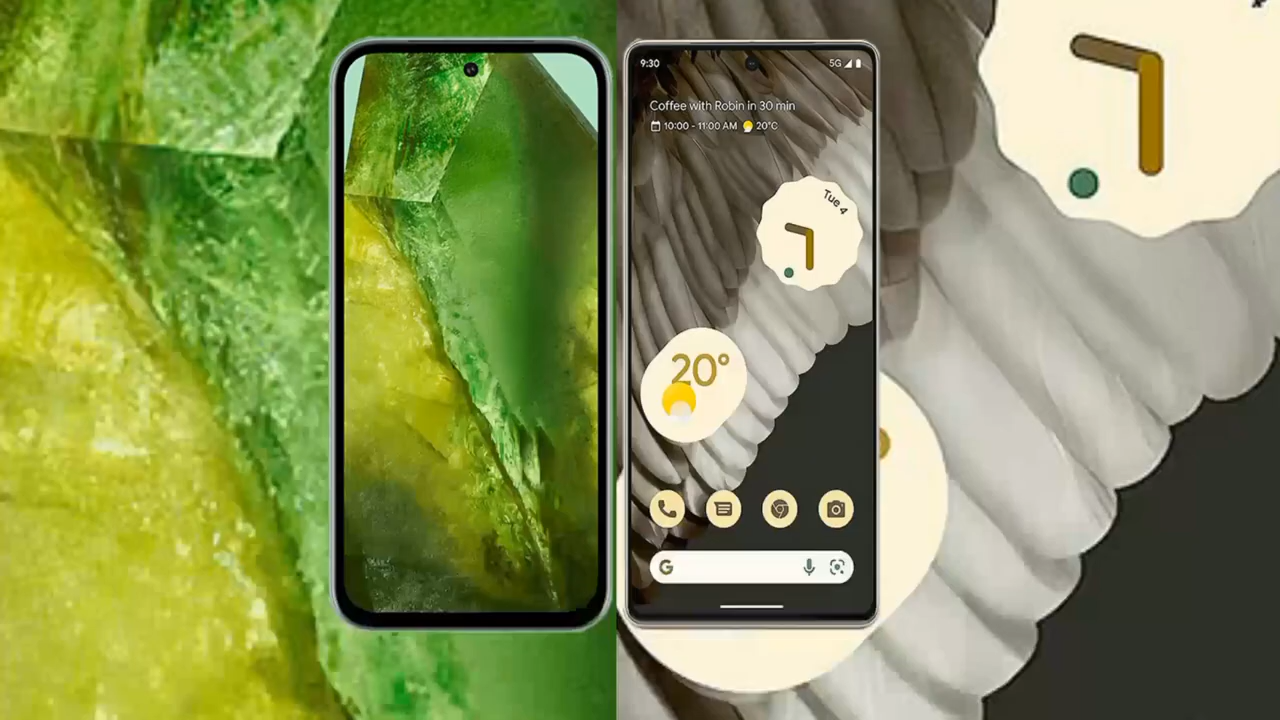 9:30
5G
Coffee with Robin in 30 min
10:00 - 11:00 AM 20°C
Tue 4
20°
G